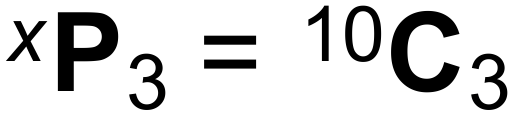 ˣP₃ = ¹⁰C₃